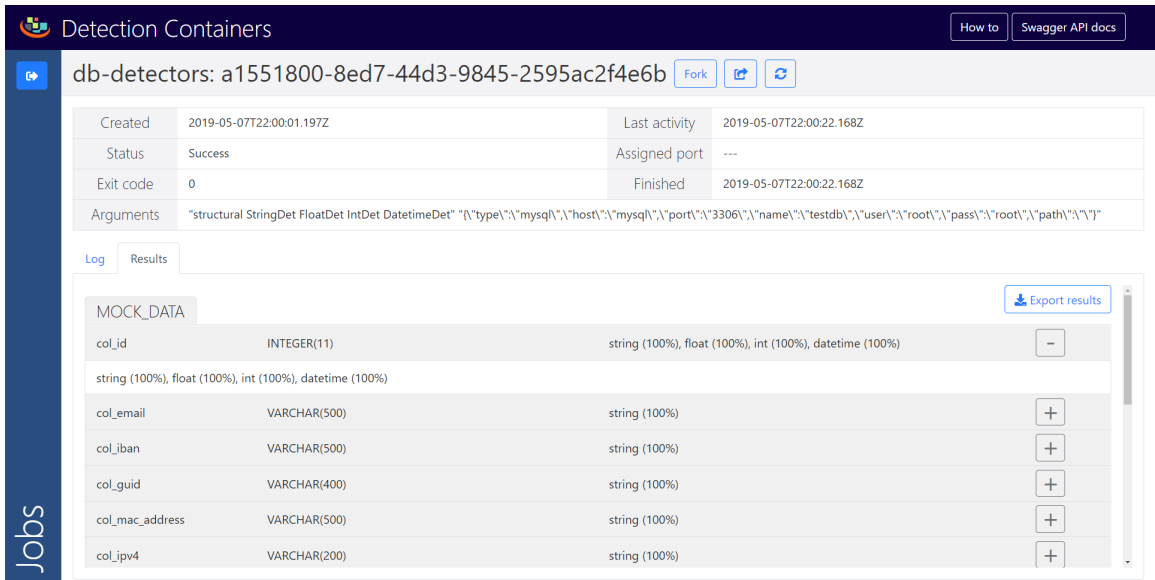 Detection Containers How to Swagger API docs
db-detectors: a1551800-8ed7-44d3-9845-2595ac2f4e6b Fork
Created 2019-05-07T22:00:01.197Z Last activity 2019-05-07T22:00:22.168Z
Status Success Assigned port ---
Exit code 0 Finished 2019-05-07T22:00:22.168Z
Arguments "structural StringDet FloatDet IntDet DatetimeDet" "{\"type\":\"mysql\",\"host\":\"mysql\",\"port\":\"3306\",\"name\":\"testdb\",\"user\":\"root\",\"pass\":\"root\",\"path\":\"\"}"
Log Results
Export results
MOCK_DATA
col_id INTEGER(11) string (100%), float (100%), int (100%), datetime (100%) −
string (100%), float (100%), int (100%), datetime (100%)
col_email VARCHAR(500) string (100%) +
col_iban VARCHAR(500) string (100%) +
col_guid VARCHAR(400) string (100%) +
col_mac_address VARCHAR(500) string (100%) +
col_ipv4 VARCHAR(200) string (100%) +
Jobs